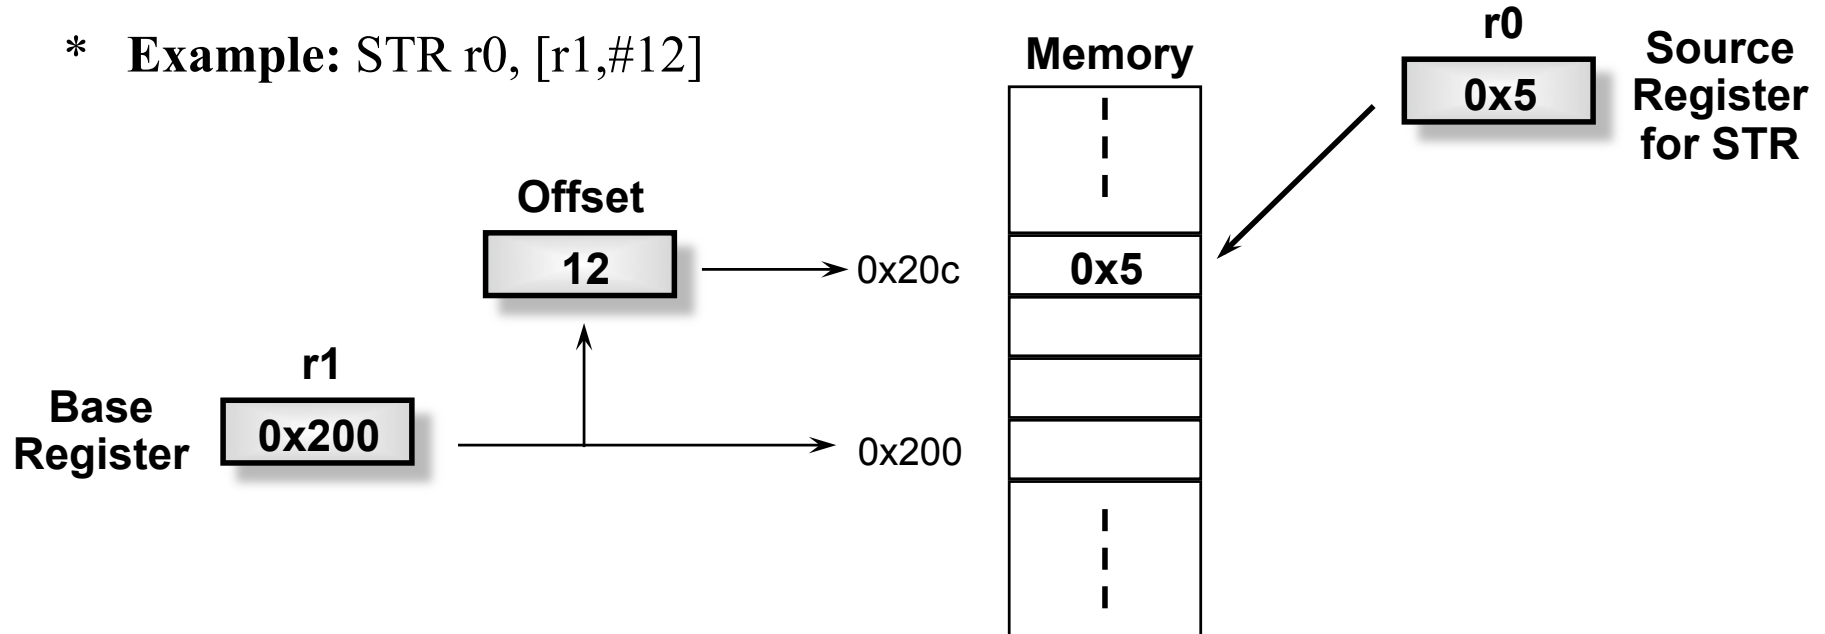 * Example: STR r0, [r1,#12]
Memory
r0
0x5
Source
Register
for STR
Offset
12
0x20c
0x5
r1
Base
Register
0x200
0x200